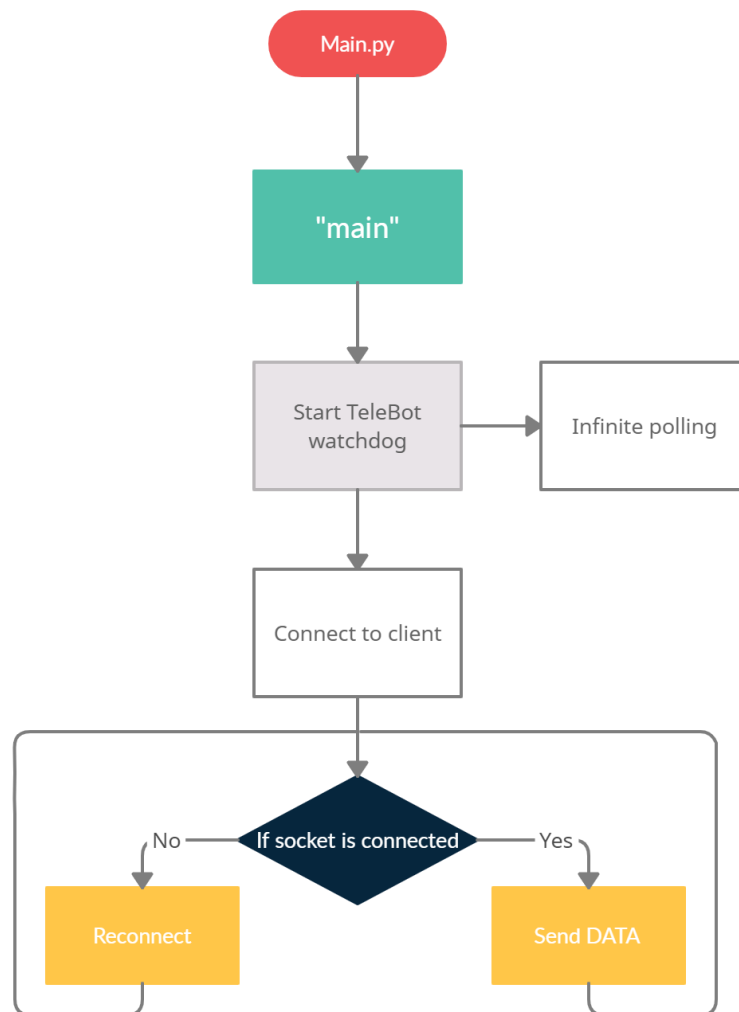 Main.py
"main"
Start TeleBot
watchdog
Infinite polling
Connect to client
If socket is connected
No
Yes
Reconnect
Send DATA